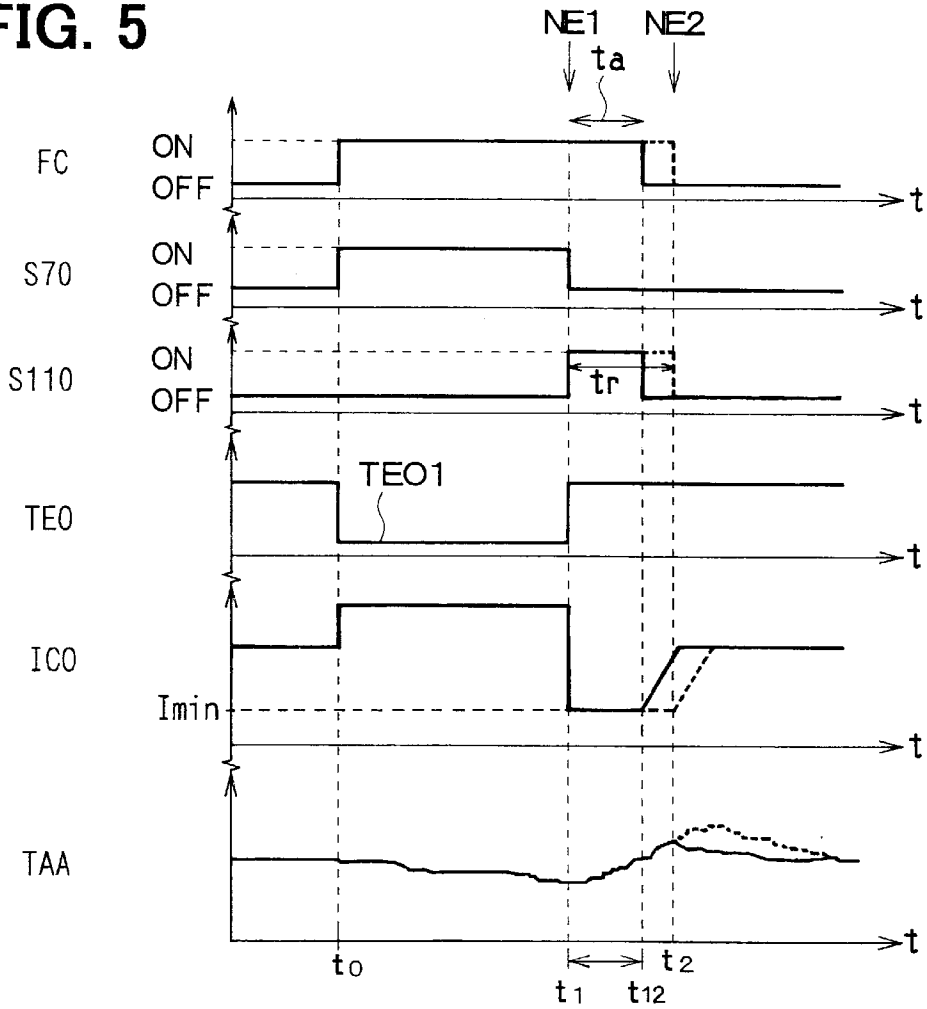 FIG. 5
NE1 NE2
ta
FC ON
OFF
t
S70 ON
OFF
t
S110 ON
OFF
tr
t
TEO TEO1
t
ICO
Imin
t
TAA
t
t0 t1 t12 t2